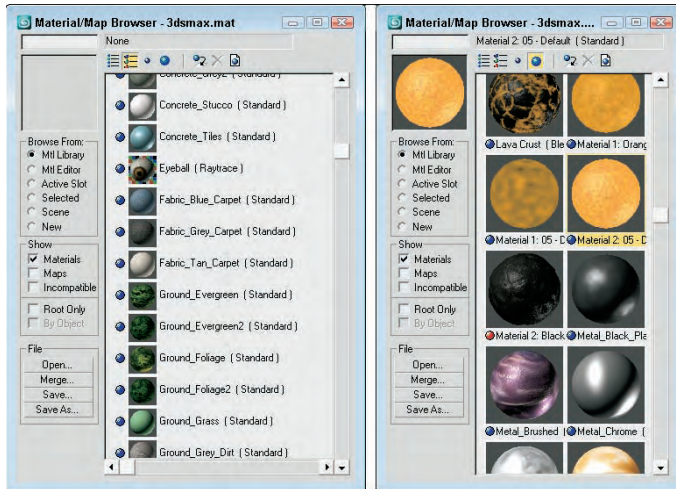 Material/Map Browser - 3dsmax.mat
None
Concrete_Grey2 ( Standard )
Concrete_Stucco ( Standard )
Concrete_Tiles ( Standard )
Eyeball ( Raytrace )
Fabric_Blue_Carpet ( Standard )
Fabric_Grey_Carpet ( Standard )
Fabric_Tan_Carpet ( Standard )
Ground_Evergreen ( Standard )
Ground_Evergreen2 ( Standard )
Ground_Foliage ( Standard )
Ground_Foliage2 ( Standard )
Ground_Grass ( Standard )
Ground_Grey_Dirt ( Standard )
Browse From:
Mtl Library
Mtl Editor
Active Slot
Selected
Scene
New
Show
Materials
Maps
Incompatible
Root Only
By Object
File
Open...
Merge...
Save...
Save As...
Material/Map Browser - 3dsmax....
Material 2: 05 - Default ( Standard )
Lava Crust ( Ble
Material 1: Orang
Material 1: 05 - D
Material 2: 05 - D
Material 2: Black
Metal_Black_Pla
Metal_Brushed (
Metal_Chrome (
Browse From:
Mtl Library
Mtl Editor
Active Slot
Selected
Scene
New
Show
Materials
Maps
Incompatible
Root Only
By Object
File
Open...
Merge...
Save...
Save As...